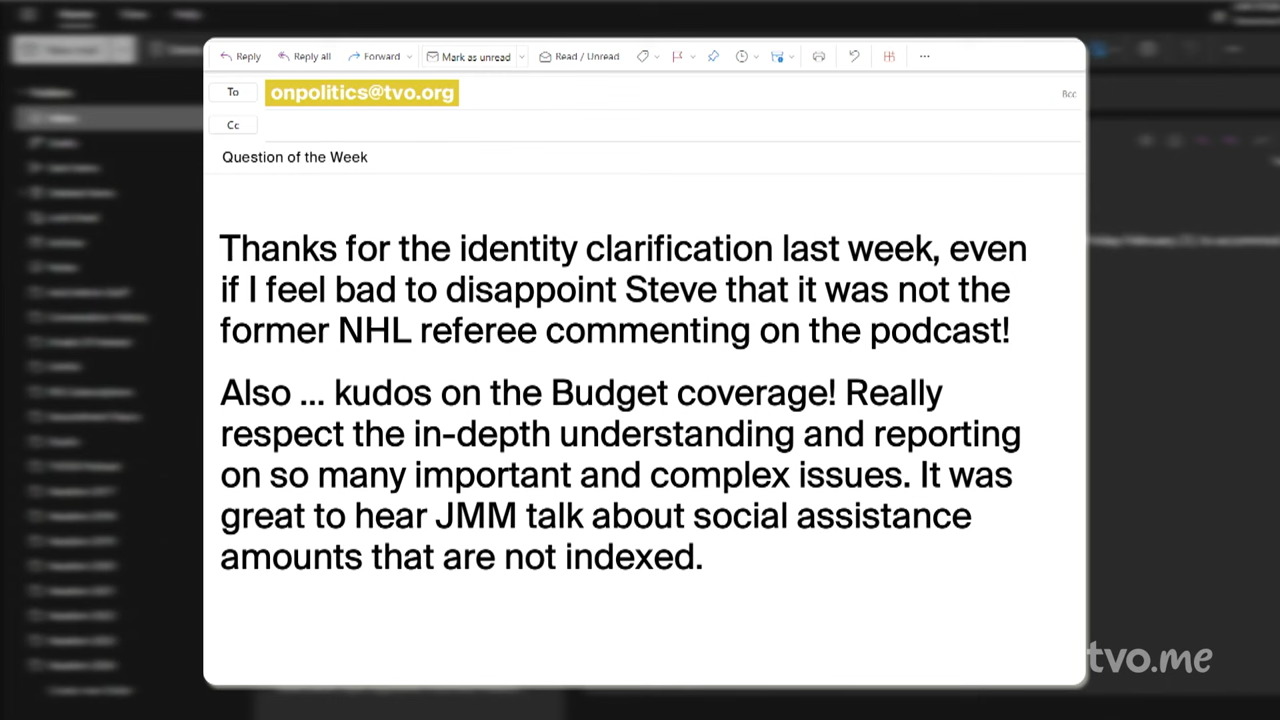 Reply Reply all Forward Mark as unread Read / Unread ...
To onpolitics@tvo.org Bcc
Cc
Question of the Week
Thanks for the identity clarification last week, even
if I feel bad to disappoint Steve that it was not the
former NHL referee commenting on the podcast!
Also ... kudos on the Budget coverage! Really
respect the in-depth understanding and reporting
on so many important and complex issues. It was
great to hear JMM talk about social assistance
amounts that are not indexed.
tvo.me